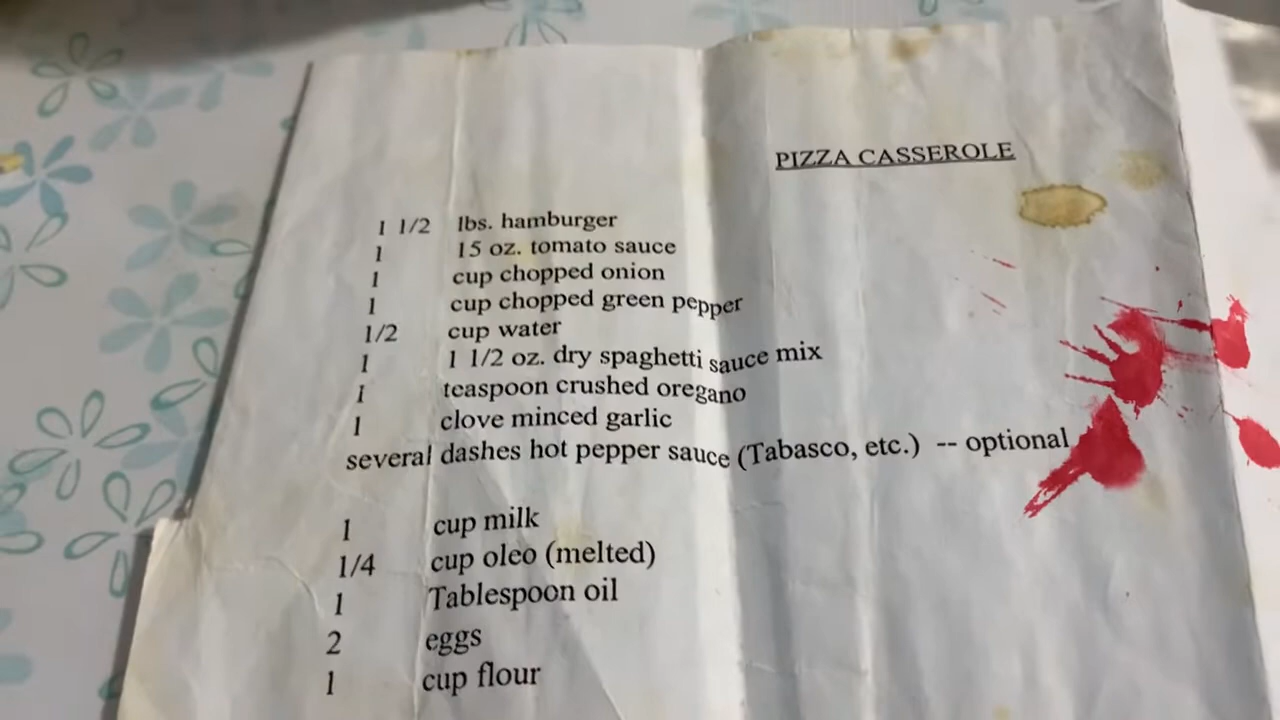 PIZZA CASSEROLE
1 1/2 lbs. hamburger
1 15 oz. tomato sauce
1 cup chopped onion
1 cup chopped green pepper
1/2 cup water
1 1 1/2 oz. dry spaghetti sauce mix
1 teaspoon crushed oregano
1 clove minced garlic
several dashes hot pepper sauce (Tabasco, etc.) -- optional
1 cup milk
1/4 cup oleo (melted)
1 Tablespoon oil
2 eggs
1 cup flour